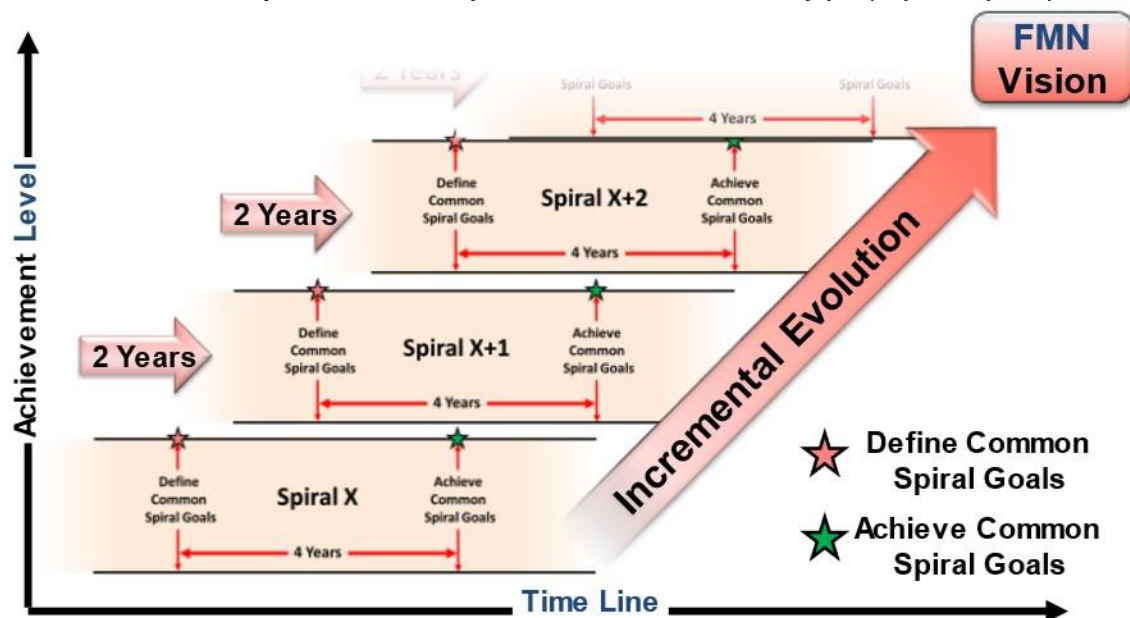 FMN
Vision
2 Years
Spiral Goals
Spiral Goals
4 Years
2 Years
Define
Common
Spiral Goals
Spiral X+2
Achieve
Common
Spiral Goals
4 Years
2 Years
Define
Common
Spiral Goals
Spiral X+1
Achieve
Common
Spiral Goals
4 Years
Define
Common
Spiral Goals
Spiral X
Achieve
Common
Spiral Goals
4 Years
Achievement Level
Incremental Evolution
Define Common
Spiral Goals
Achieve Common
Spiral Goals
Time Line